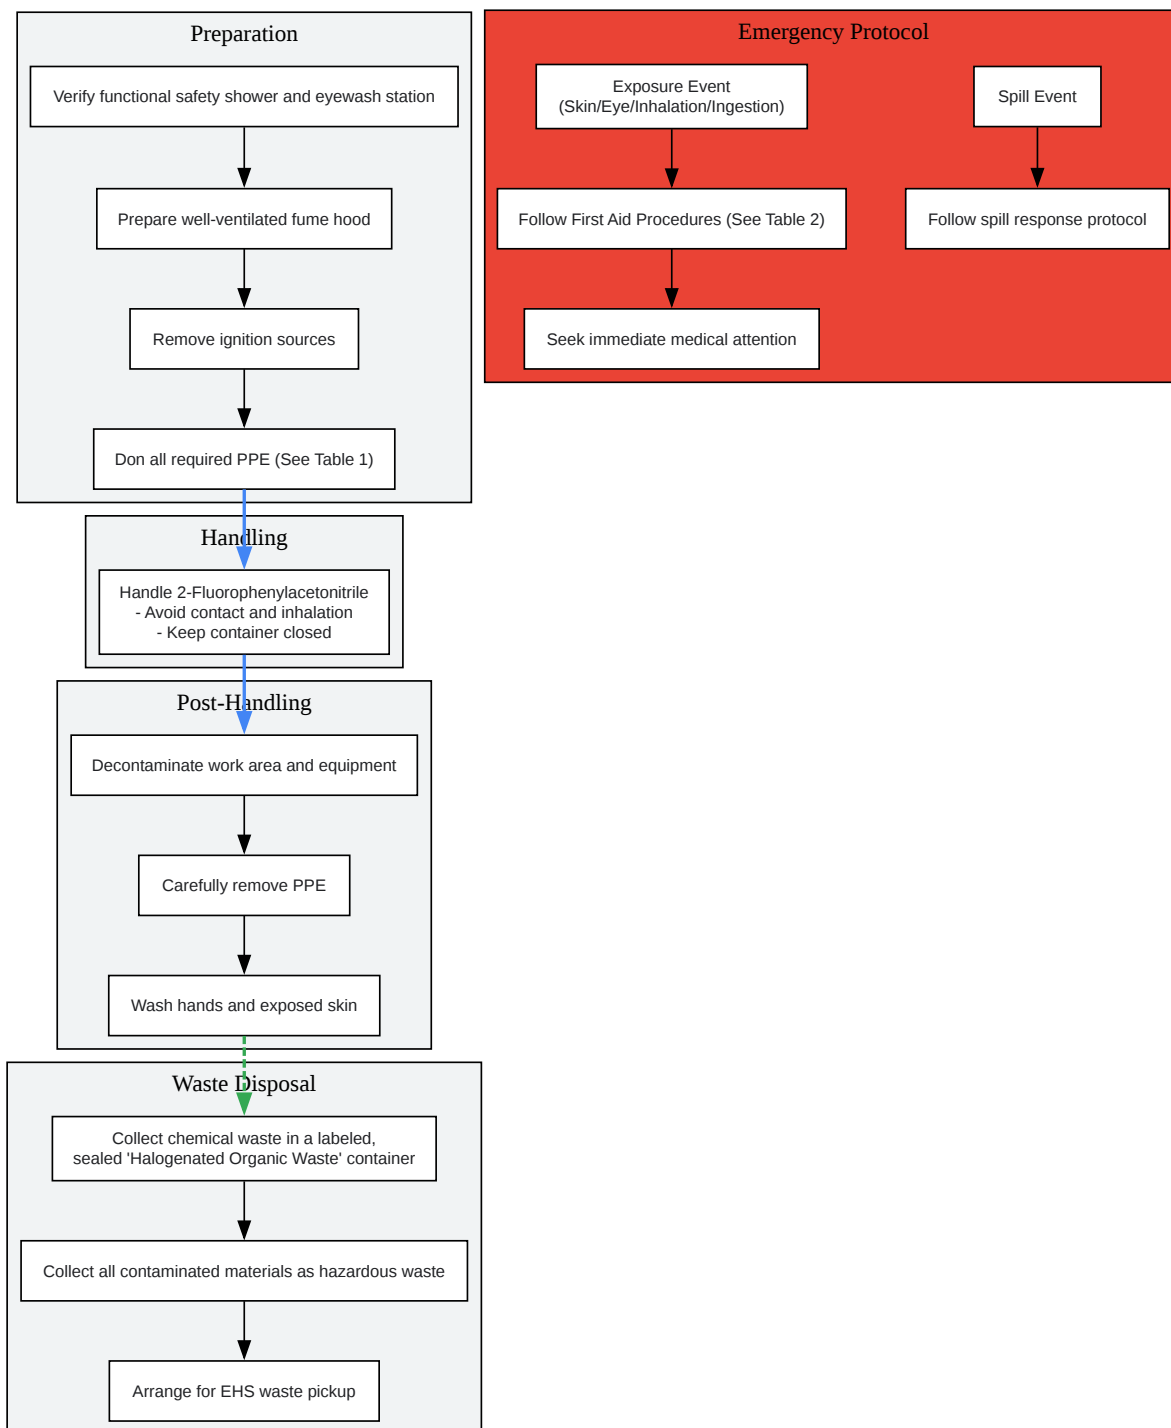 Preparation
Verify functional safety shower and eyewash station
Prepare well-ventilated fume hood
Remove ignition sources
Don all required PPE (See Table 1)
Handling
Handle 2-Fluorophenylacetonitrile
- Avoid contact and inhalation
- Keep container closed
Post-Handling
Decontaminate work area and equipment
Carefully remove PPE
Wash hands and exposed skin
Waste Disposal
Collect chemical waste in a labeled,
sealed 'Halogenated Organic Waste' container
Collect all contaminated materials as hazardous waste
Arrange for EHS waste pickup
Emergency Protocol
Exposure Event
(Skin/Eye/Inhalation/Ingestion)
Follow First Aid Procedures (See Table 2)
Seek immediate medical attention
Spill Event
Follow spill response protocol